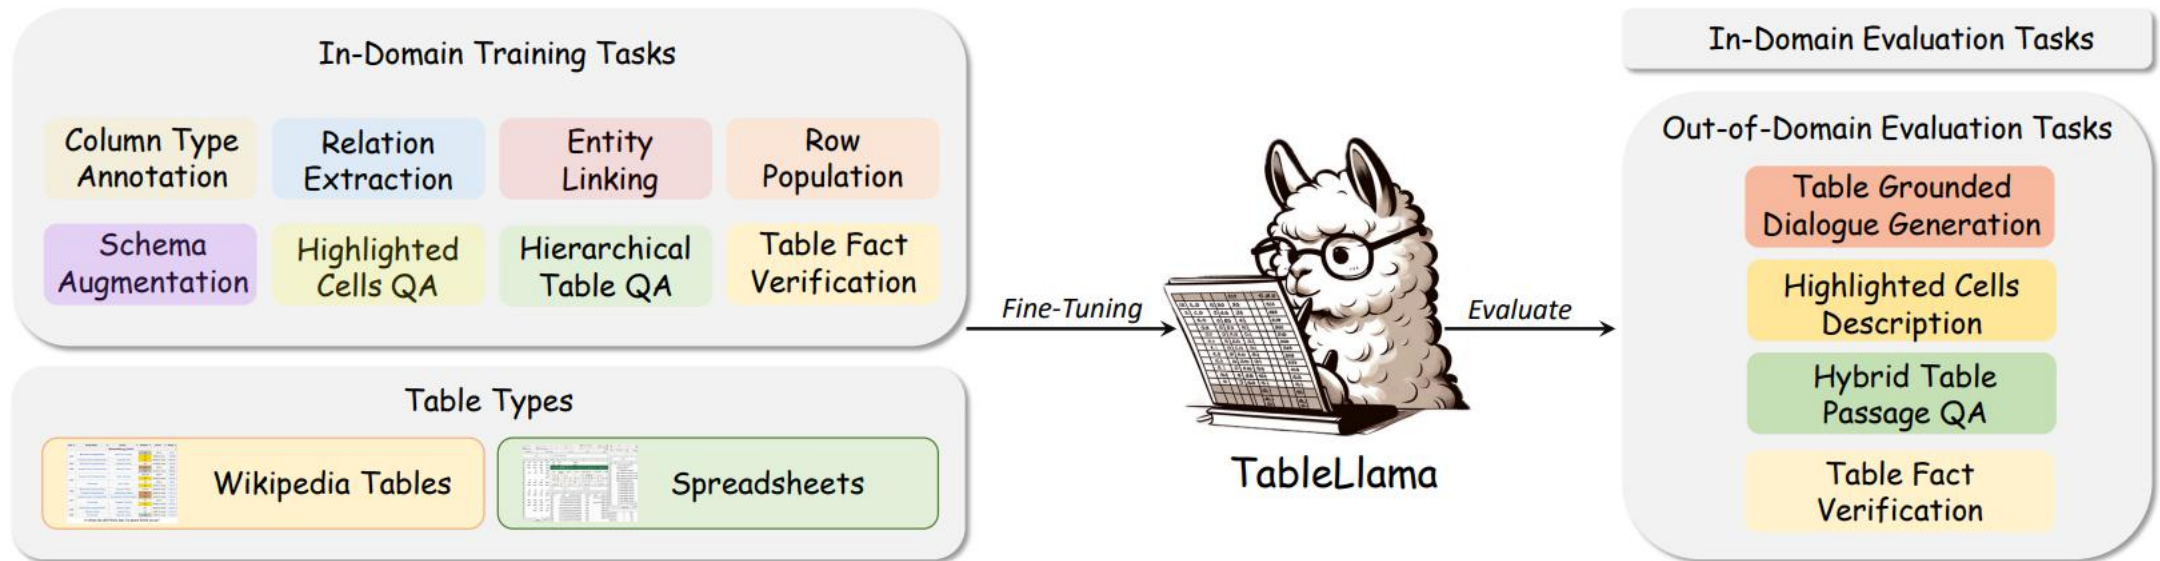 In-Domain Training Tasks
Column Type
Annotation
Relation
Extraction
Entity
Linking
Row
Population
Schema
Augmentation
Highlighted
Cells QA
Hierarchical
Table QA
Table Fact
Verification
Table Types
Wikipedia Tables
Spreadsheets
Fine-Tuning
TableLlama
Evaluate
In-Domain Evaluation Tasks
Out-of-Domain Evaluation Tasks
Table Grounded
Dialogue Generation
Highlighted Cells
Description
Hybrid Table
Passage QA
Table Fact
Verification